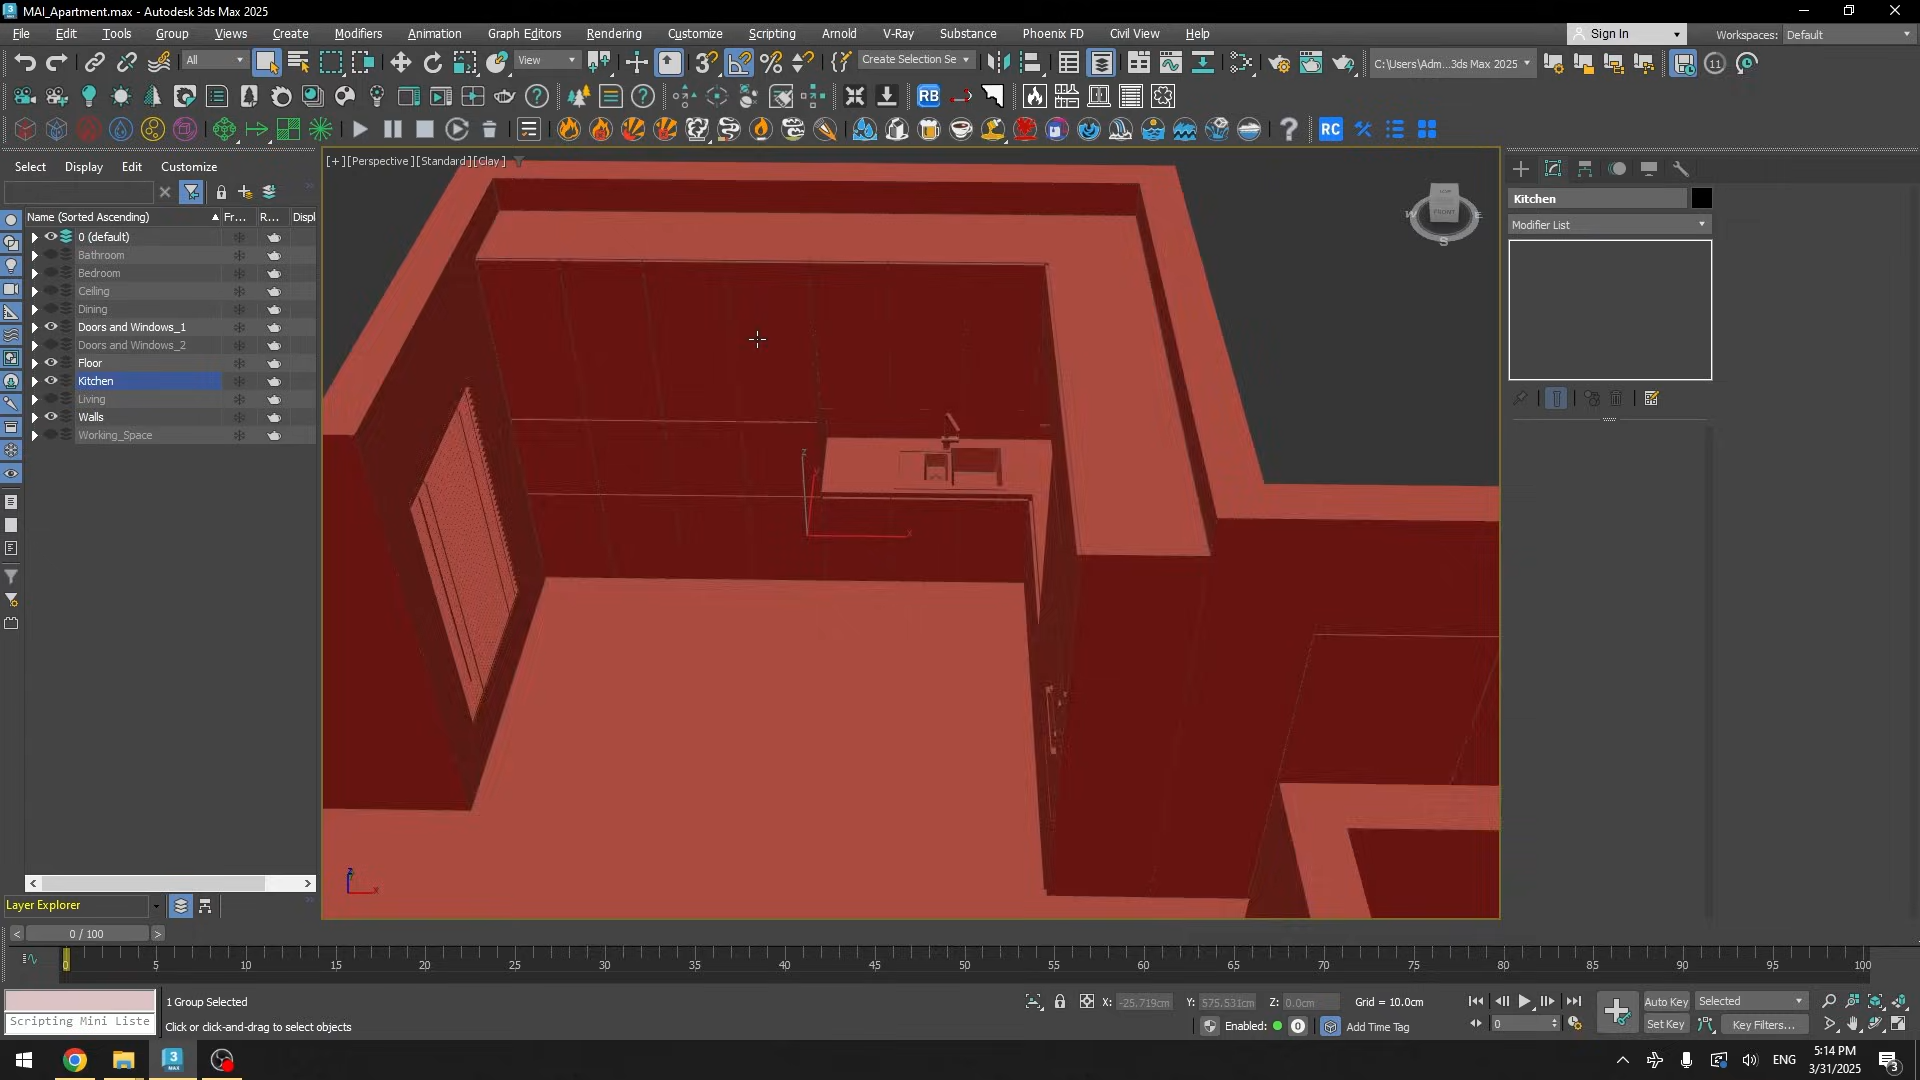 MAI_Apartment.max - Autodesk 3ds Max 2025
File Edit Tools Group Views Create Modifiers Animation Graph Editors Rendering Customize Scripting Arnold V-Ray Substance Phoenix FD Civil View Help
Sign In Workspaces: Default
All View Create Selection Se C:\Users\Adm...3ds Max 2025 11
RB RC
Select Display Edit Customize
[+][Perspective][Standard][Clay]
Name (Sorted Ascending) Fr... R... Displ
0 (default)
Bathroom
Bedroom
Ceiling
Dining
Doors and Windows_1
Doors and Windows_2
Floor
Kitchen
Living
Walls
Working_Space
FRONT
W E
S
Kitchen
Modifier List
Layer Explorer
0 / 100
0 5 10 15 20 25 30 35 40 45 50 55 60 65 70 75 80 85 90 95 100
1 Group Selected
Scripting Mini Liste
Click or click-and-drag to select objects
X: -25.719cm Y: 575.531cm Z: 0.0cm Grid = 10.0cm
Enabled: 0 Add Time Tag
Auto Key Selected
Set Key Key Filters...
0
ENG
5:14 PM
3/31/2025
3